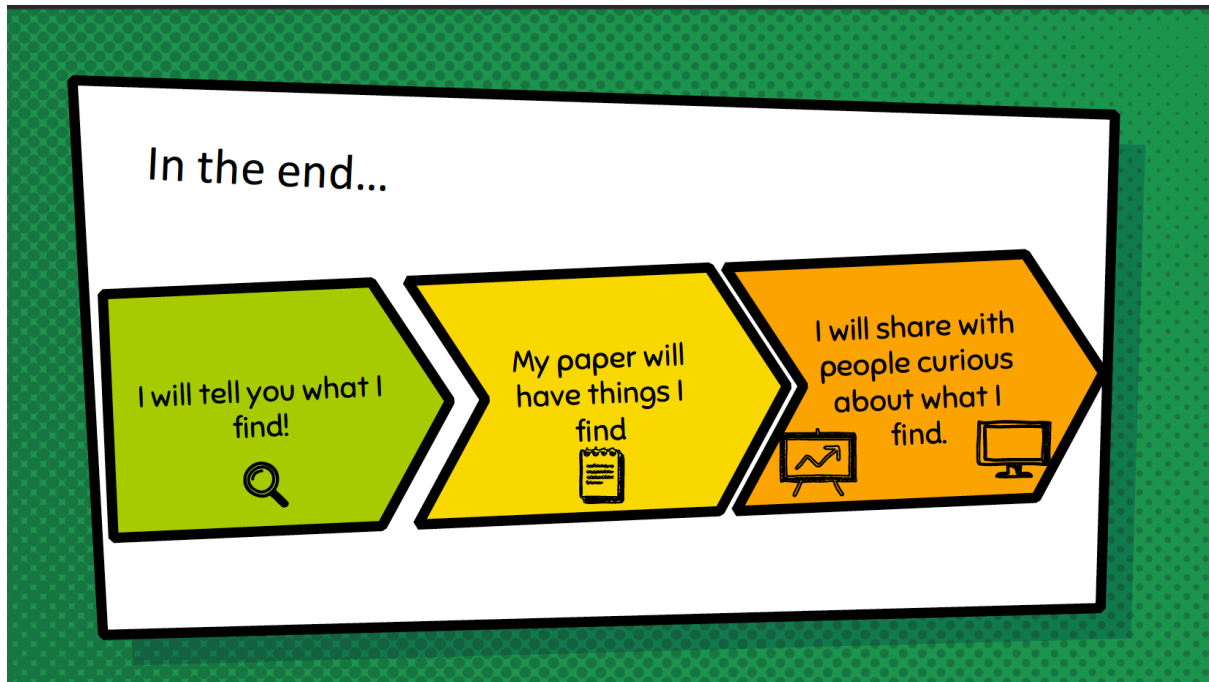 In the end...
I will tell you what I
find!
My paper will
have things I
find
I will share with
people curious
about what I
find.